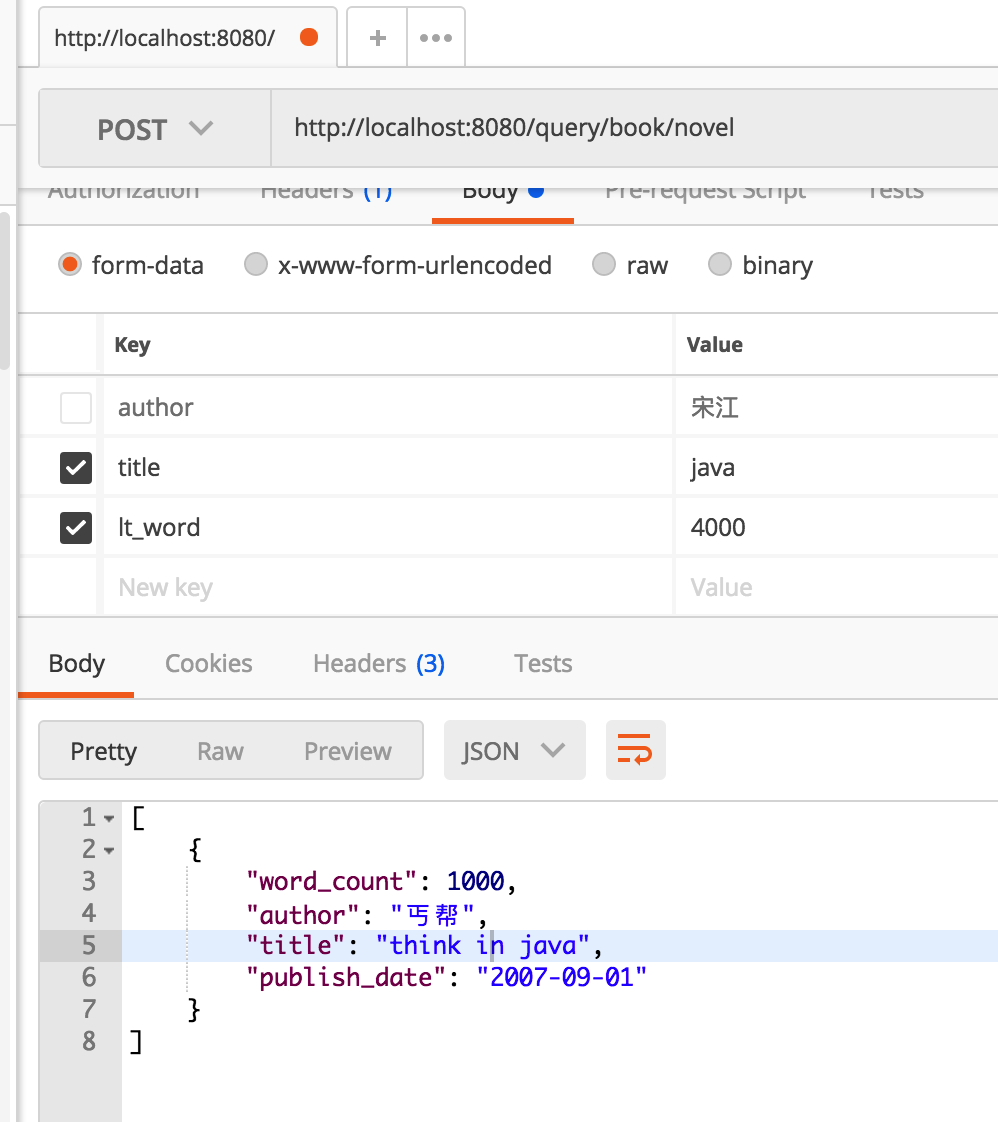 http://localhost:8080/
POST http://localhost:8080/query/book/novel
Authorization Headers (1) Body Pre-request Script Tests
form-data x-www-form-urlencoded raw binary
Key Value
author 宋江
title java
lt_word 4000
New key Value
Body Cookies Headers (3) Tests
Pretty Raw Preview JSON
1 [
2 {
3 "word_count": 1000,
4 "author": "丐帮",
5 "title": "think in java",
6 "publish_date": "2007-09-01"
7 }
8 ]